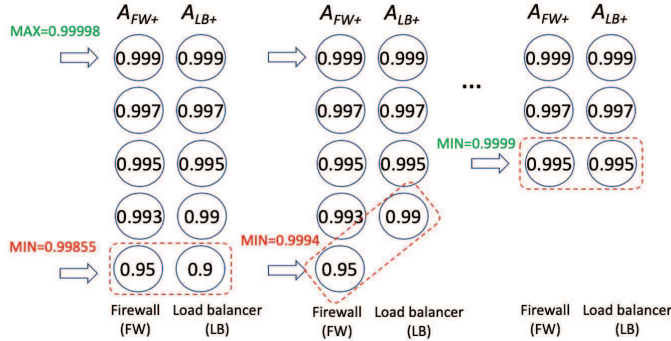 A_FW+ A_LB+ A_FW+ A_LB+ A_FW+ A_LB+
MAX=0.99998
0.999 0.999 0.999 0.999 0.999 0.999
...
0.997 0.997 0.997 0.997 0.997 0.997
MIN=0.9999
0.995 0.995 0.995 0.995 0.995 0.995
0.993 0.99 0.993 0.99
MIN=0.99855 MIN=0.9994
0.95 0.9 0.95
Firewall Load balancer Firewall Load balancer Firewall Load balancer
(FW) (LB) (FW) (LB) (FW) (LB)